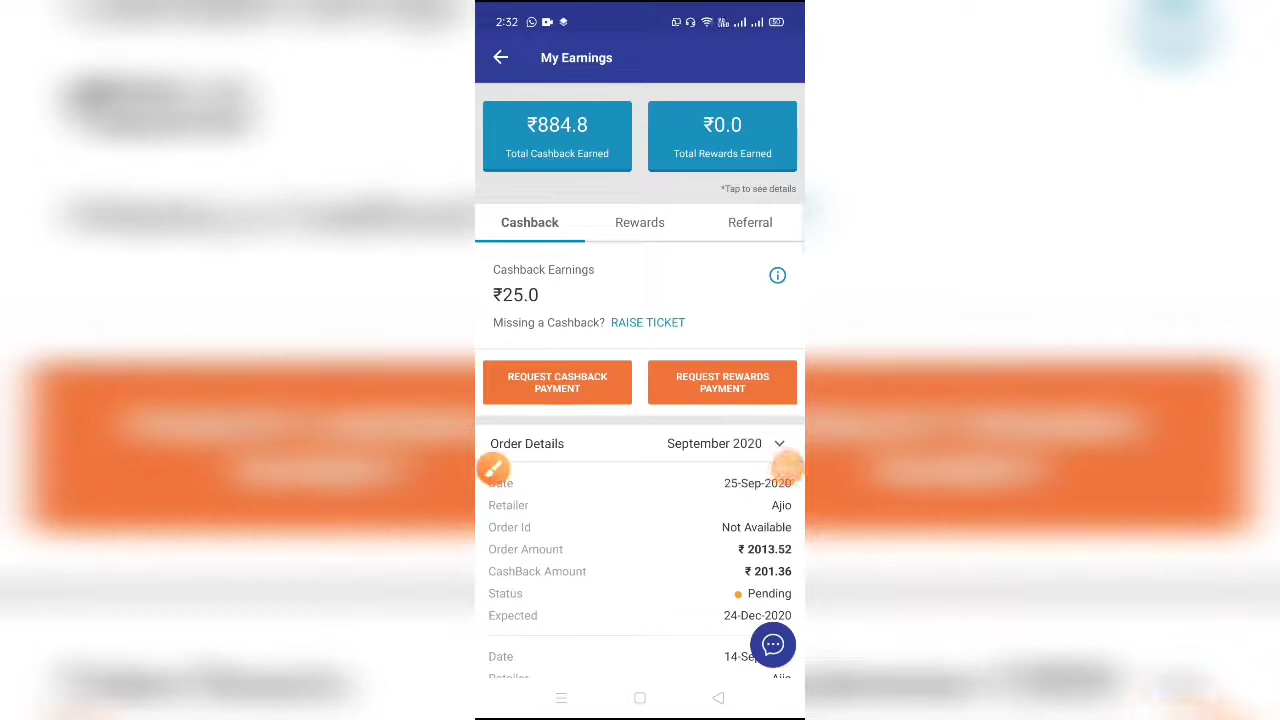 2:32
My Earnings
₹884.8
Total Cashback Earned
₹0.0
Total Rewards Earned
*Tap to see details
Cashback Rewards Referral
Cashback Earnings
₹25.0
Missing a Cashback? RAISE TICKET
REQUEST CASHBACK
PAYMENT
REQUEST REWARDS
PAYMENT
Order Details September 2020
Date 25-Sep-2020
Retailer Ajio
Order Id Not Available
Order Amount ₹ 2013.52
CashBack Amount ₹ 201.36
Status Pending
Expected 24-Dec-2020
Date